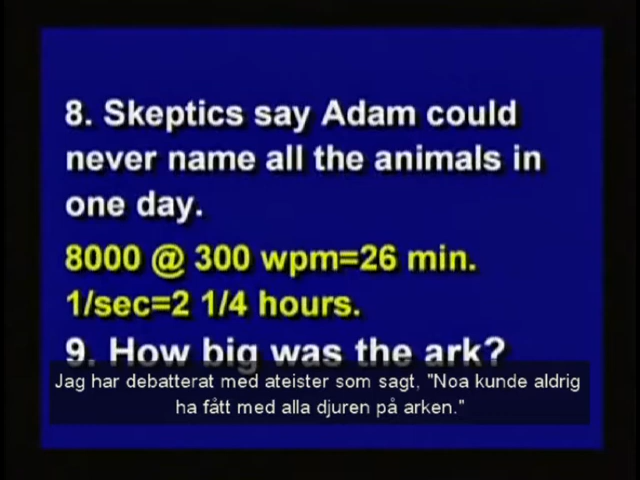 8. Skeptics say Adam could
never name all the animals in
one day.
8000 @ 300 wpm=26 min.
1/sec=2 1/4 hours.
9. How big was the ark?
Jag har debatterat med ateister som sagt, "Noa kunde aldrig
ha fått med alla djuren på arken."